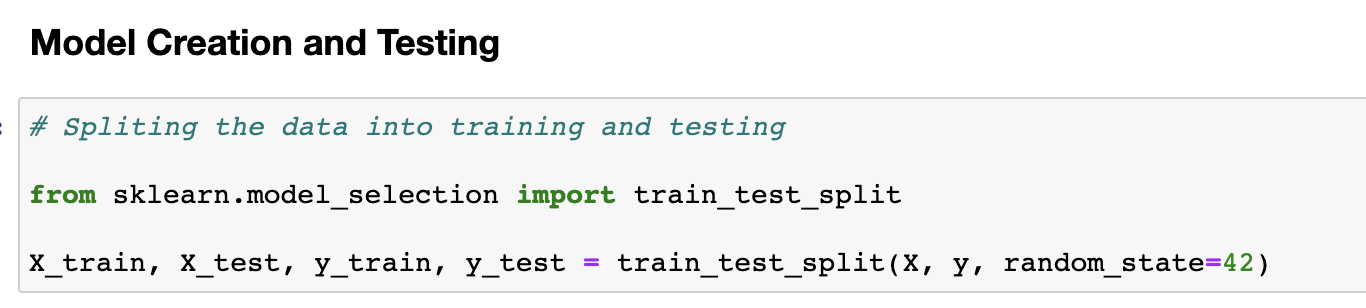 Model Creation and Testing
# Spliting the data into training and testing
from sklearn.model_selection import train_test_split
X_train, X_test, y_train, y_test = train_test_split(X, y, random_state=42)